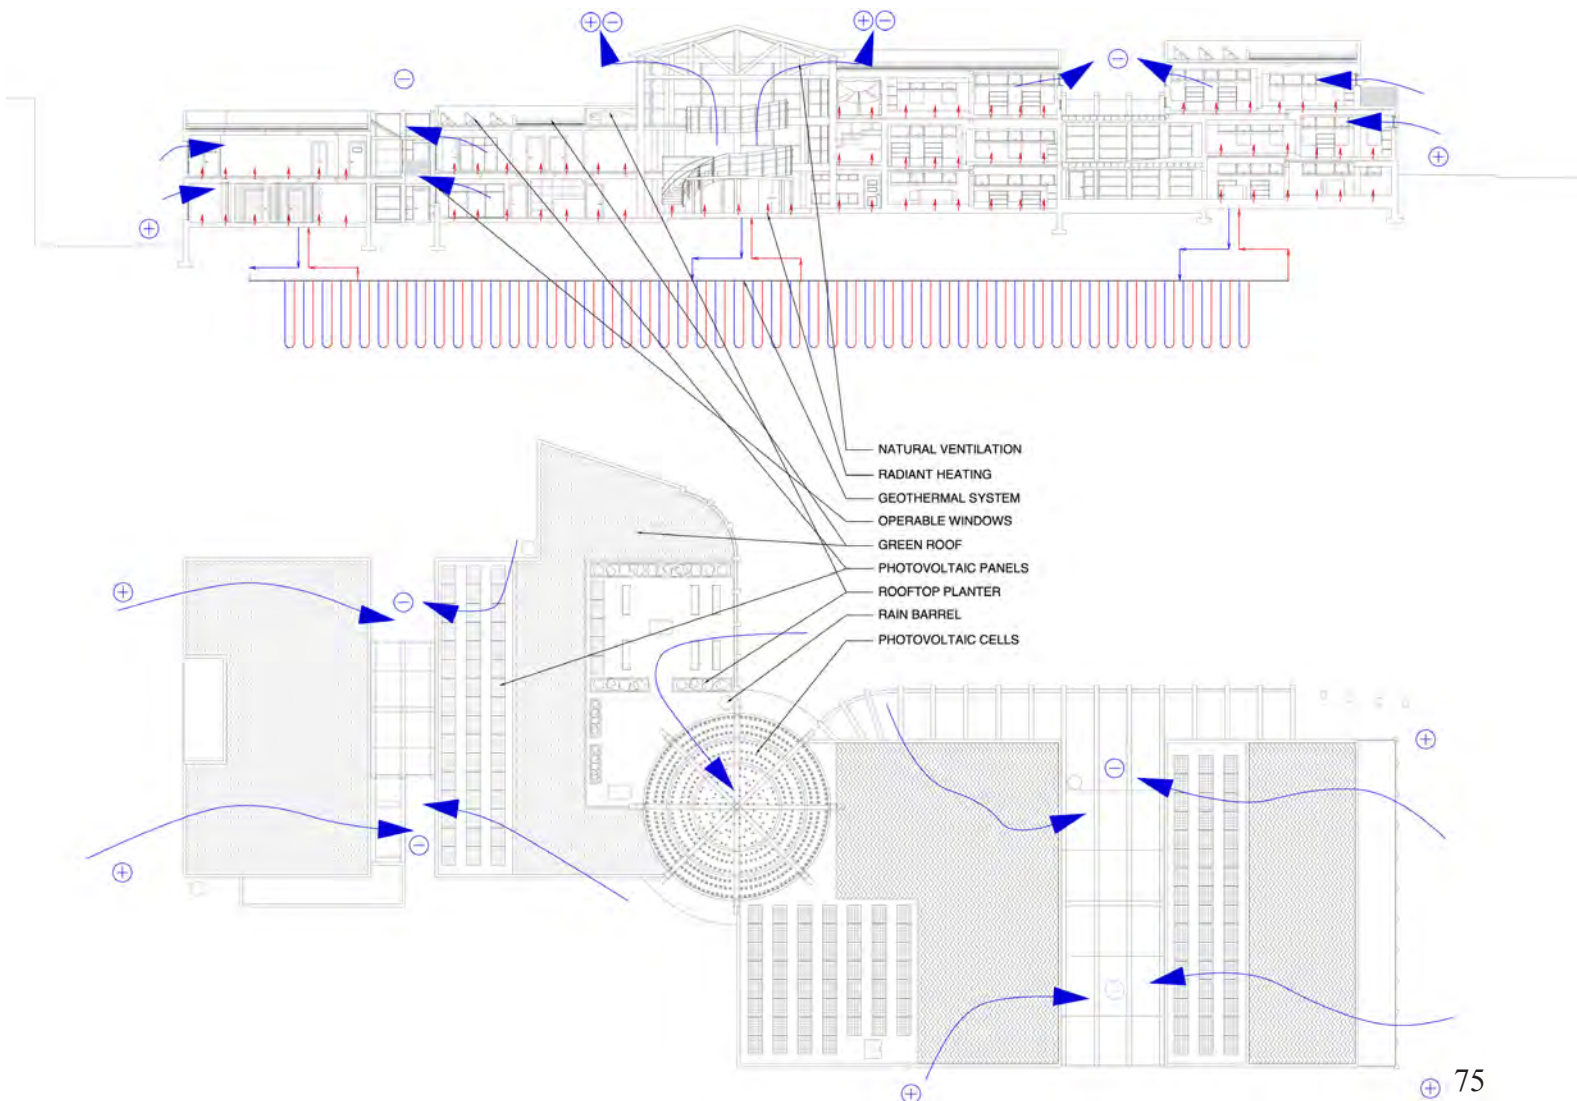 NATURAL VENTILATION
RADIANT HEATING
GEOTHERMAL SYSTEM
OPERABLE WINDOWS
GREEN ROOF
PHOTOVOLTAIC PANELS
ROOFTOP PLANTER
RAIN BARREL
PHOTOVOLTAIC CELLS
75